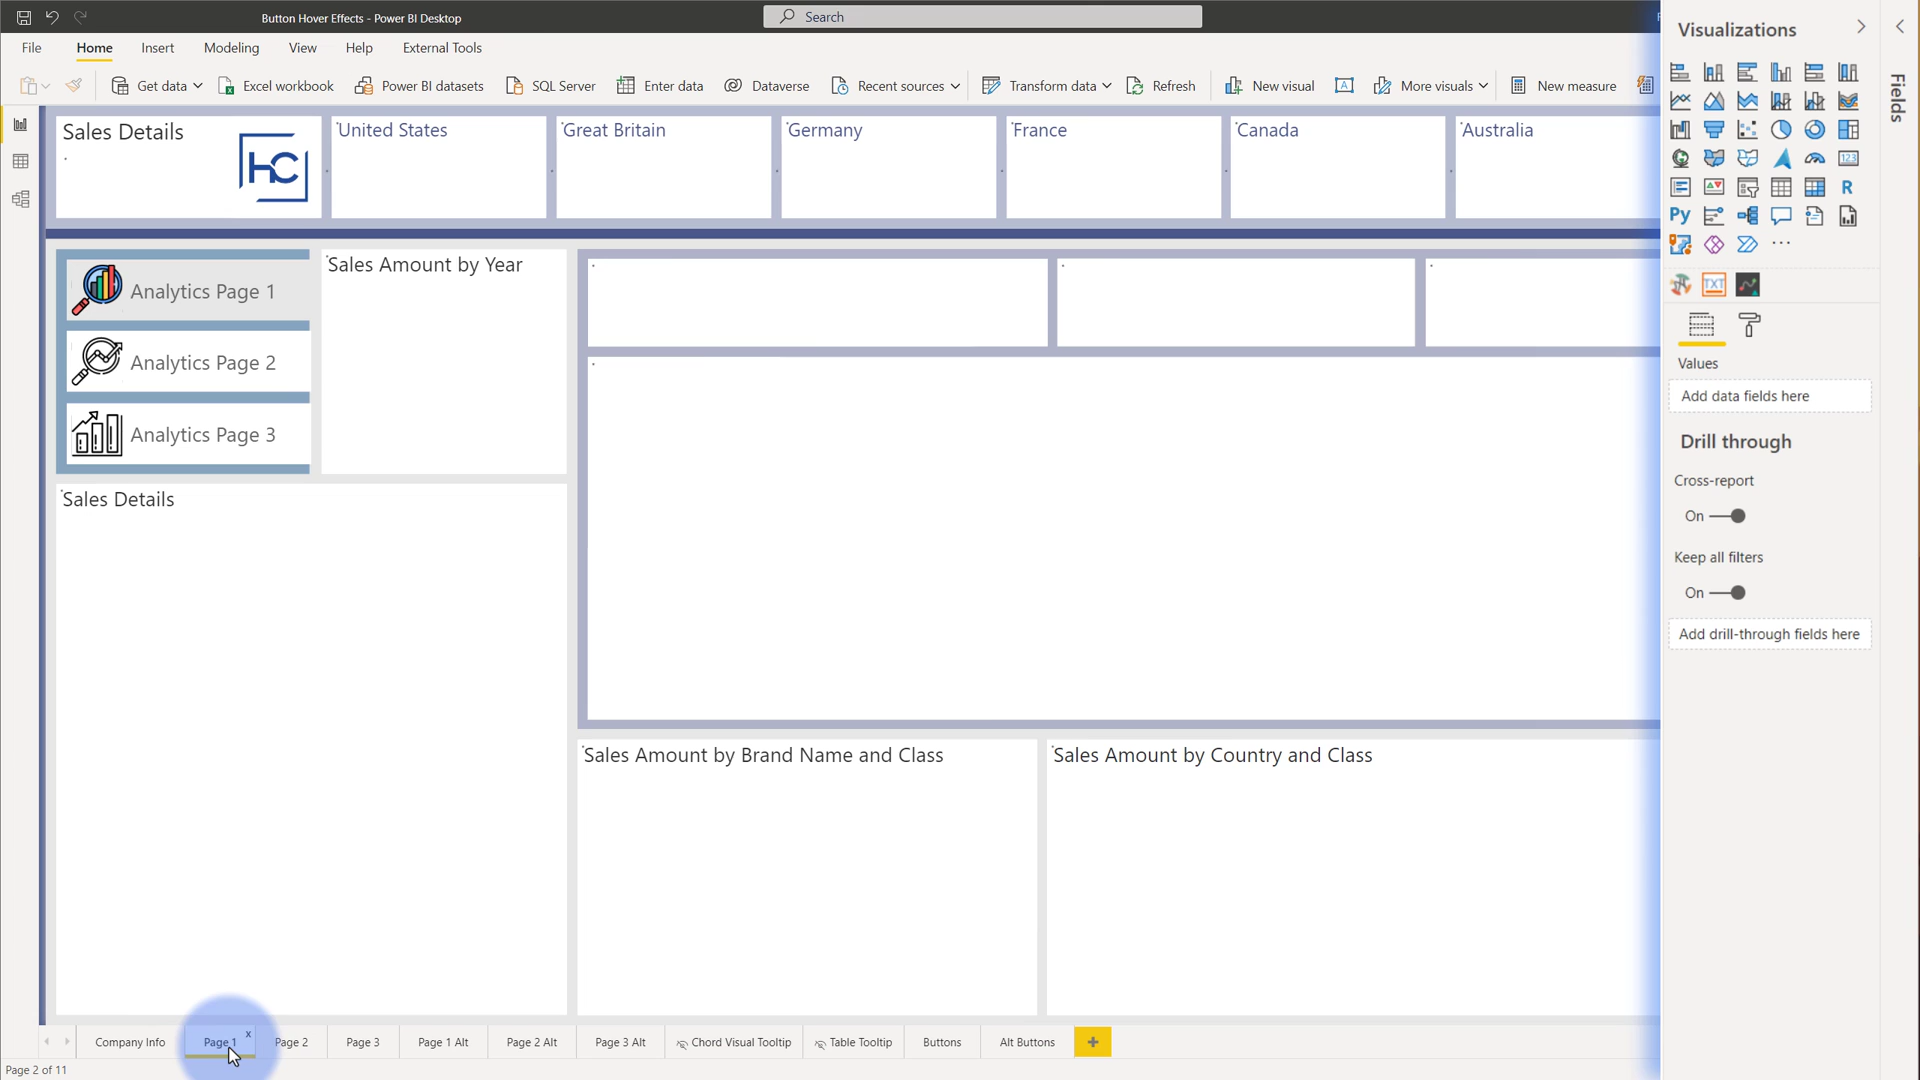 Button Hover Effects - Power BI Desktop
Search
Visualizations
File Home Insert Modeling View Help External Tools
Get data Excel workbook Power BI datasets SQL Server Enter data Dataverse Recent sources Transform data Refresh New visual More visuals New measure
Fields
Sales Details
HC
United States
Great Britain
Germany
France
Canada
Australia
123
R
Py
TXT
Analytics Page 1
Analytics Page 2
Analytics Page 3
Sales Amount by Year
Values
Add data fields here
Drill through
Cross-report
On
Keep all filters
On
Add drill-through fields here
Sales Details
Sales Amount by Brand Name and Class
Sales Amount by Country and Class
Company Info Page 1 x Page 2 Page 3 Page 1 Alt Page 2 Alt Page 3 Alt Chord Visual Tooltip Table Tooltip Buttons Alt Buttons +
Page 2 of 11